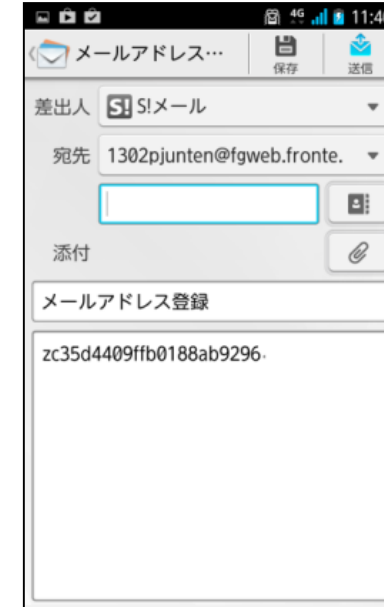 4G 11:4
メールアドレス…
保存
送信
差出人 S! S!メール
宛先 1302pjunten@fgweb.fronte.
添付
メールアドレス登録
zc35d4409ffb0188ab9296